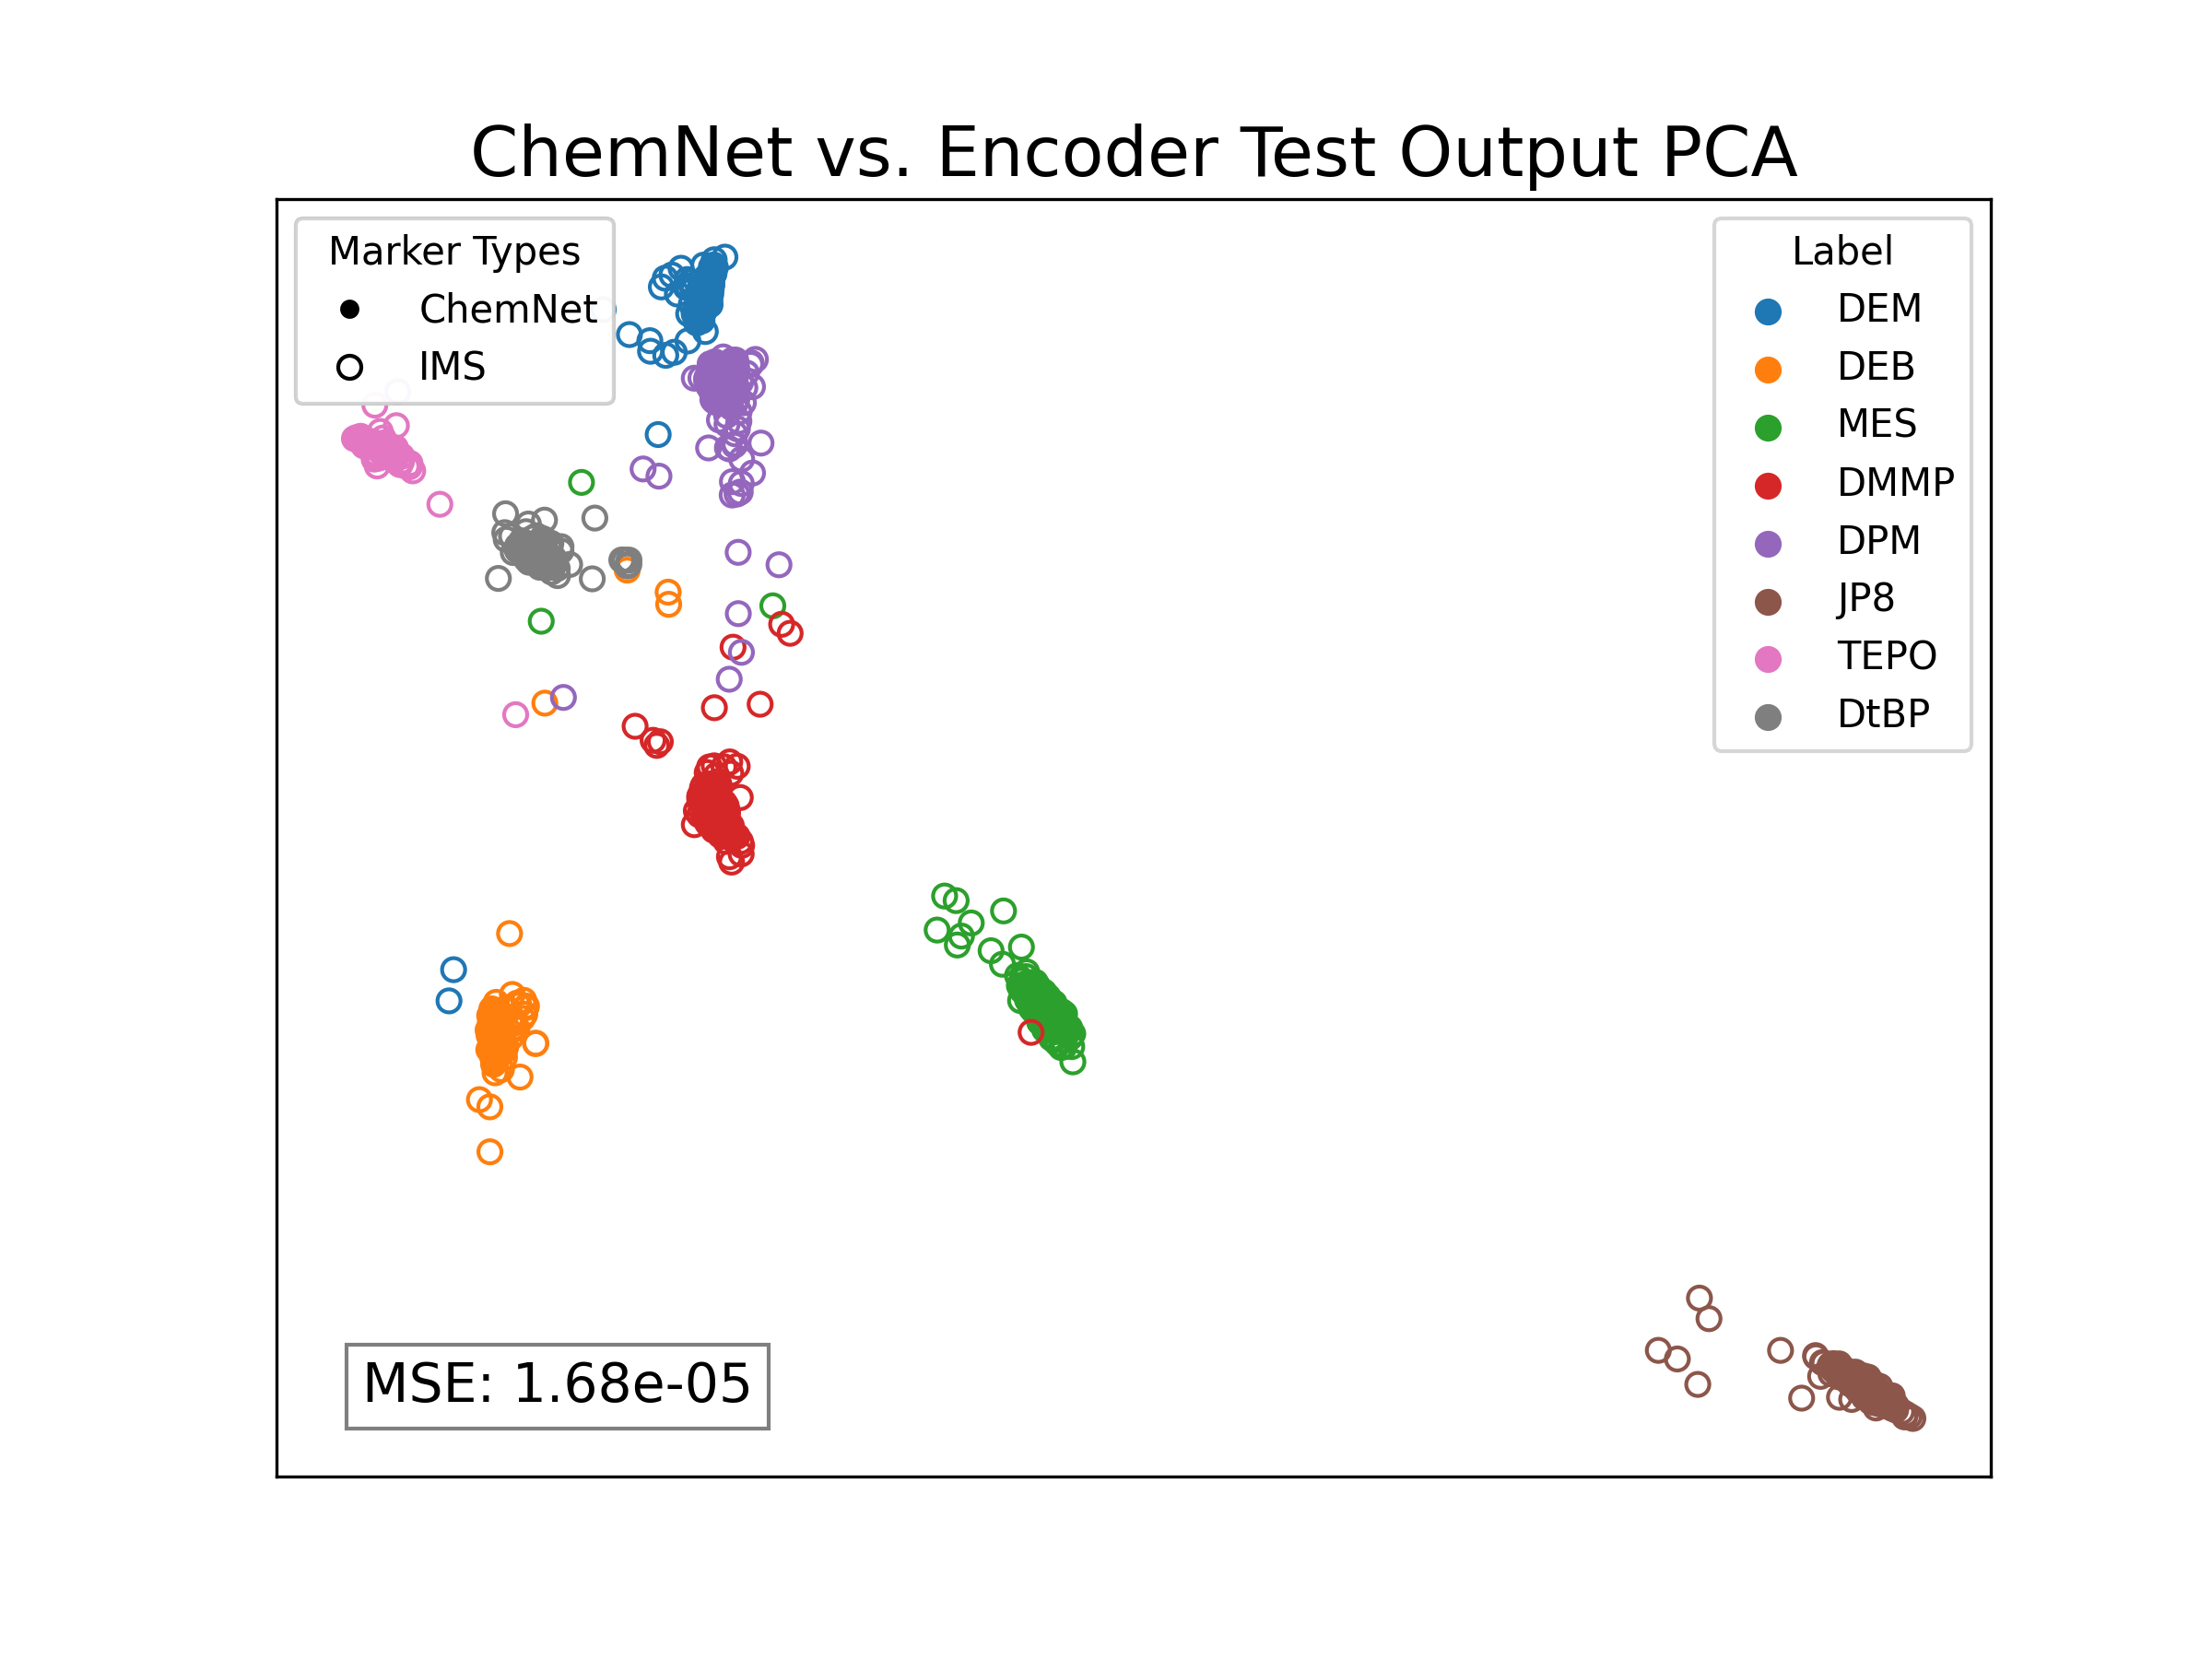 ChemNet vs. Encoder Test Output PCA
Marker Types
ChemNet
IMS
Label
DEM
DEB
MES
DMMP
DPM
JP8
TEPO
DtBP
MSE: 1.68e-05